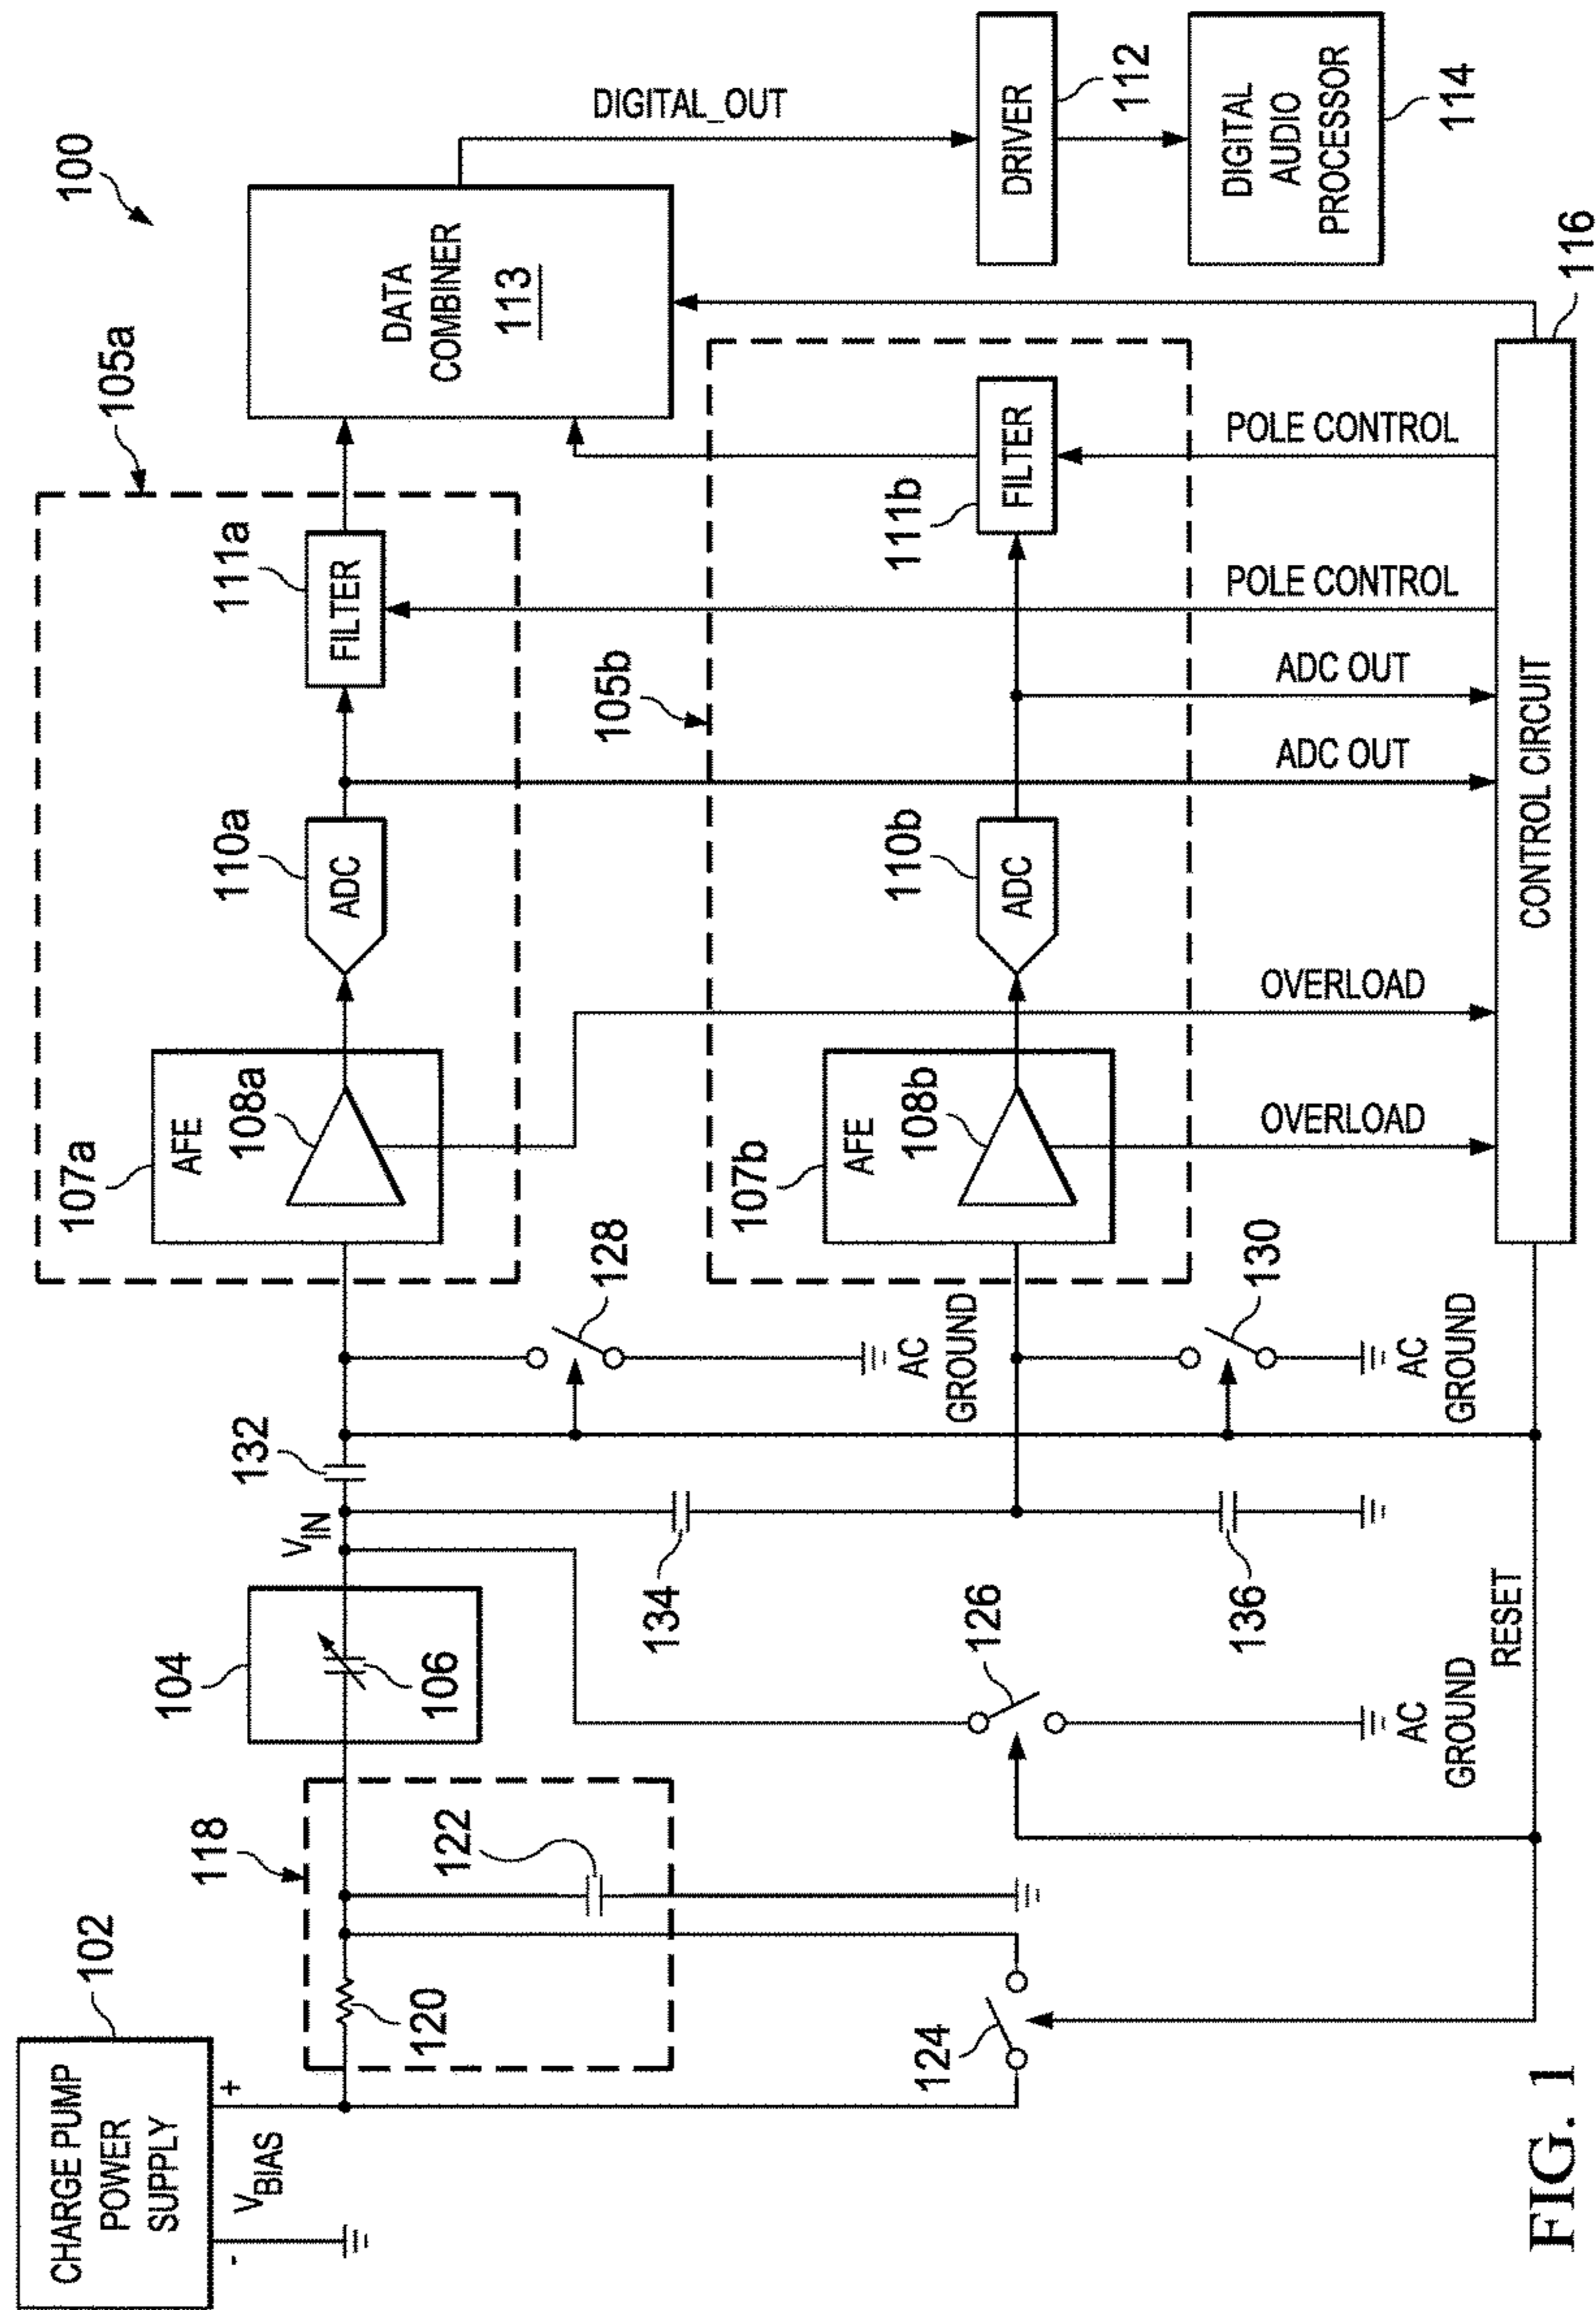 100
102
CHARGE PUMP
POWER
SUPPLY
+
-
V BIAS
118
120
122
104
106
V IN
132
105a
107a
AFE
108a
110a
ADC
111a
FILTER
DATA
COMBINER
113
DIGITAL_OUT
DRIVER
112
DIGITAL
AUDIO
PROCESSOR
114
124
126
AC
GROUND
134
136
128
AC
GROUND
130
AC
GROUND
105b
107b
AFE
108b
110b
ADC
111b
FILTER
OVERLOAD
OVERLOAD
ADC OUT
ADC OUT
POLE CONTROL
POLE CONTROL
RESET
CONTROL CIRCUIT
116
FIG. 1